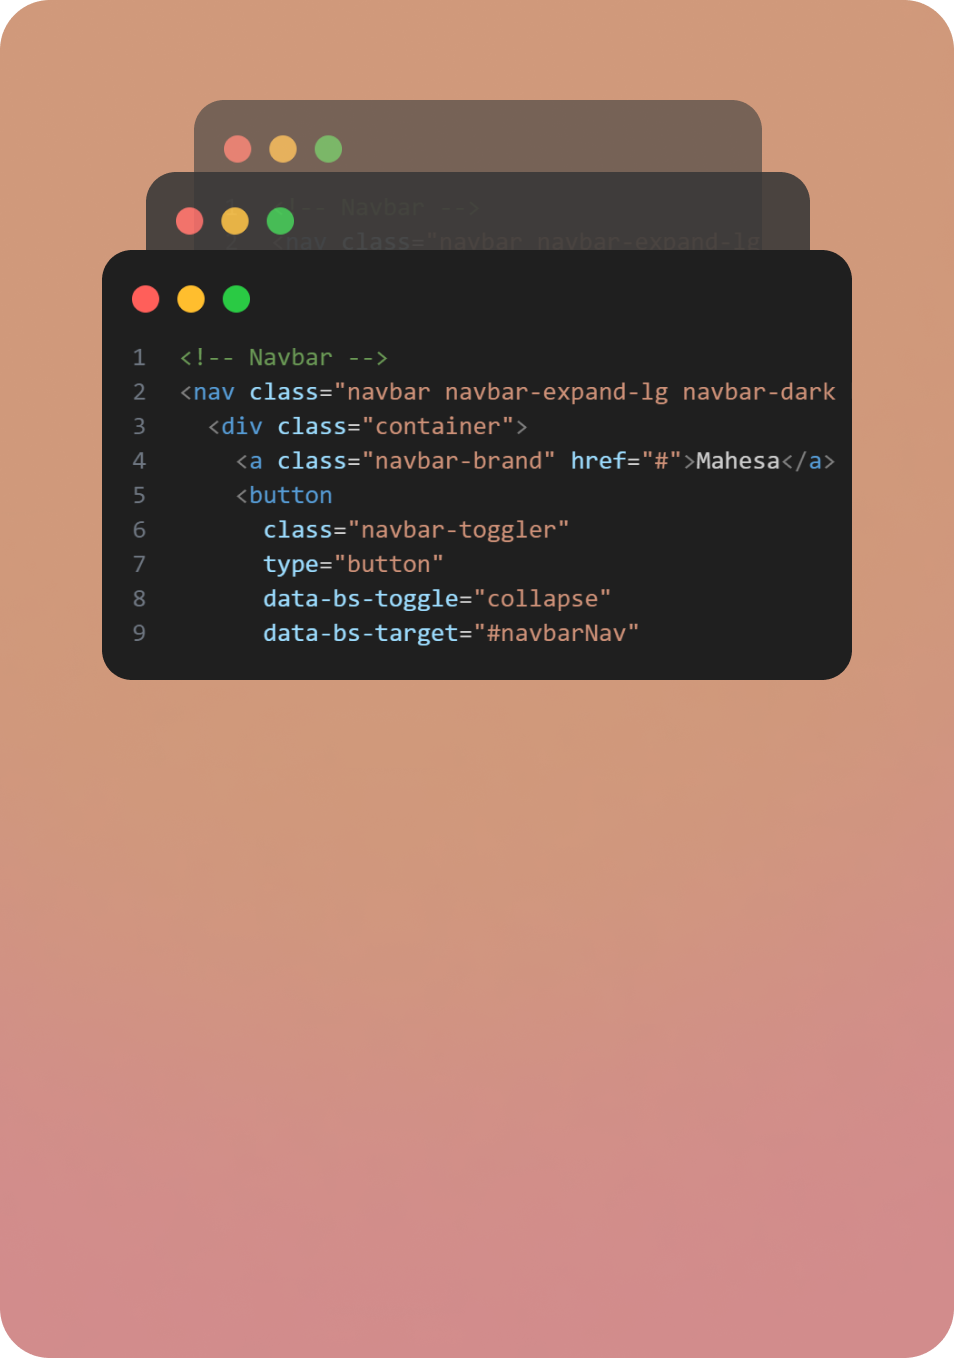 <!-- Navbar -->
2 <nav class="navbar navbar-expand-lg
1 <!-- Navbar -->
2 <nav class="navbar navbar-expand-lg navbar-dark
3 <div class="container">
4 <a class="navbar-brand" href="#">Mahesa</a>
5 <button
6 class="navbar-toggler"
7 type="button"
8 data-bs-toggle="collapse"
9 data-bs-target="#navbarNav"